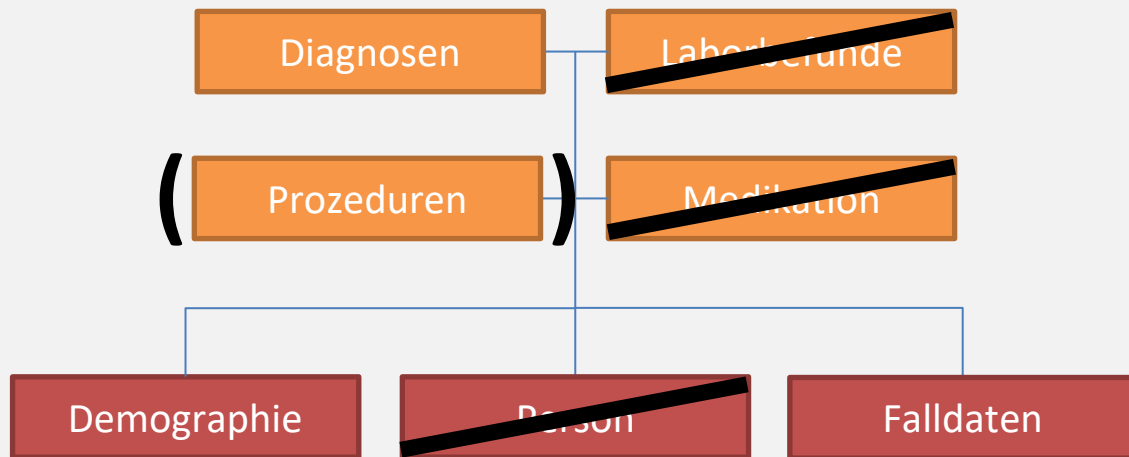 Diagnosen
Laborbefunde
( Prozeduren )
Medikation
Demographie
Person
Falldaten